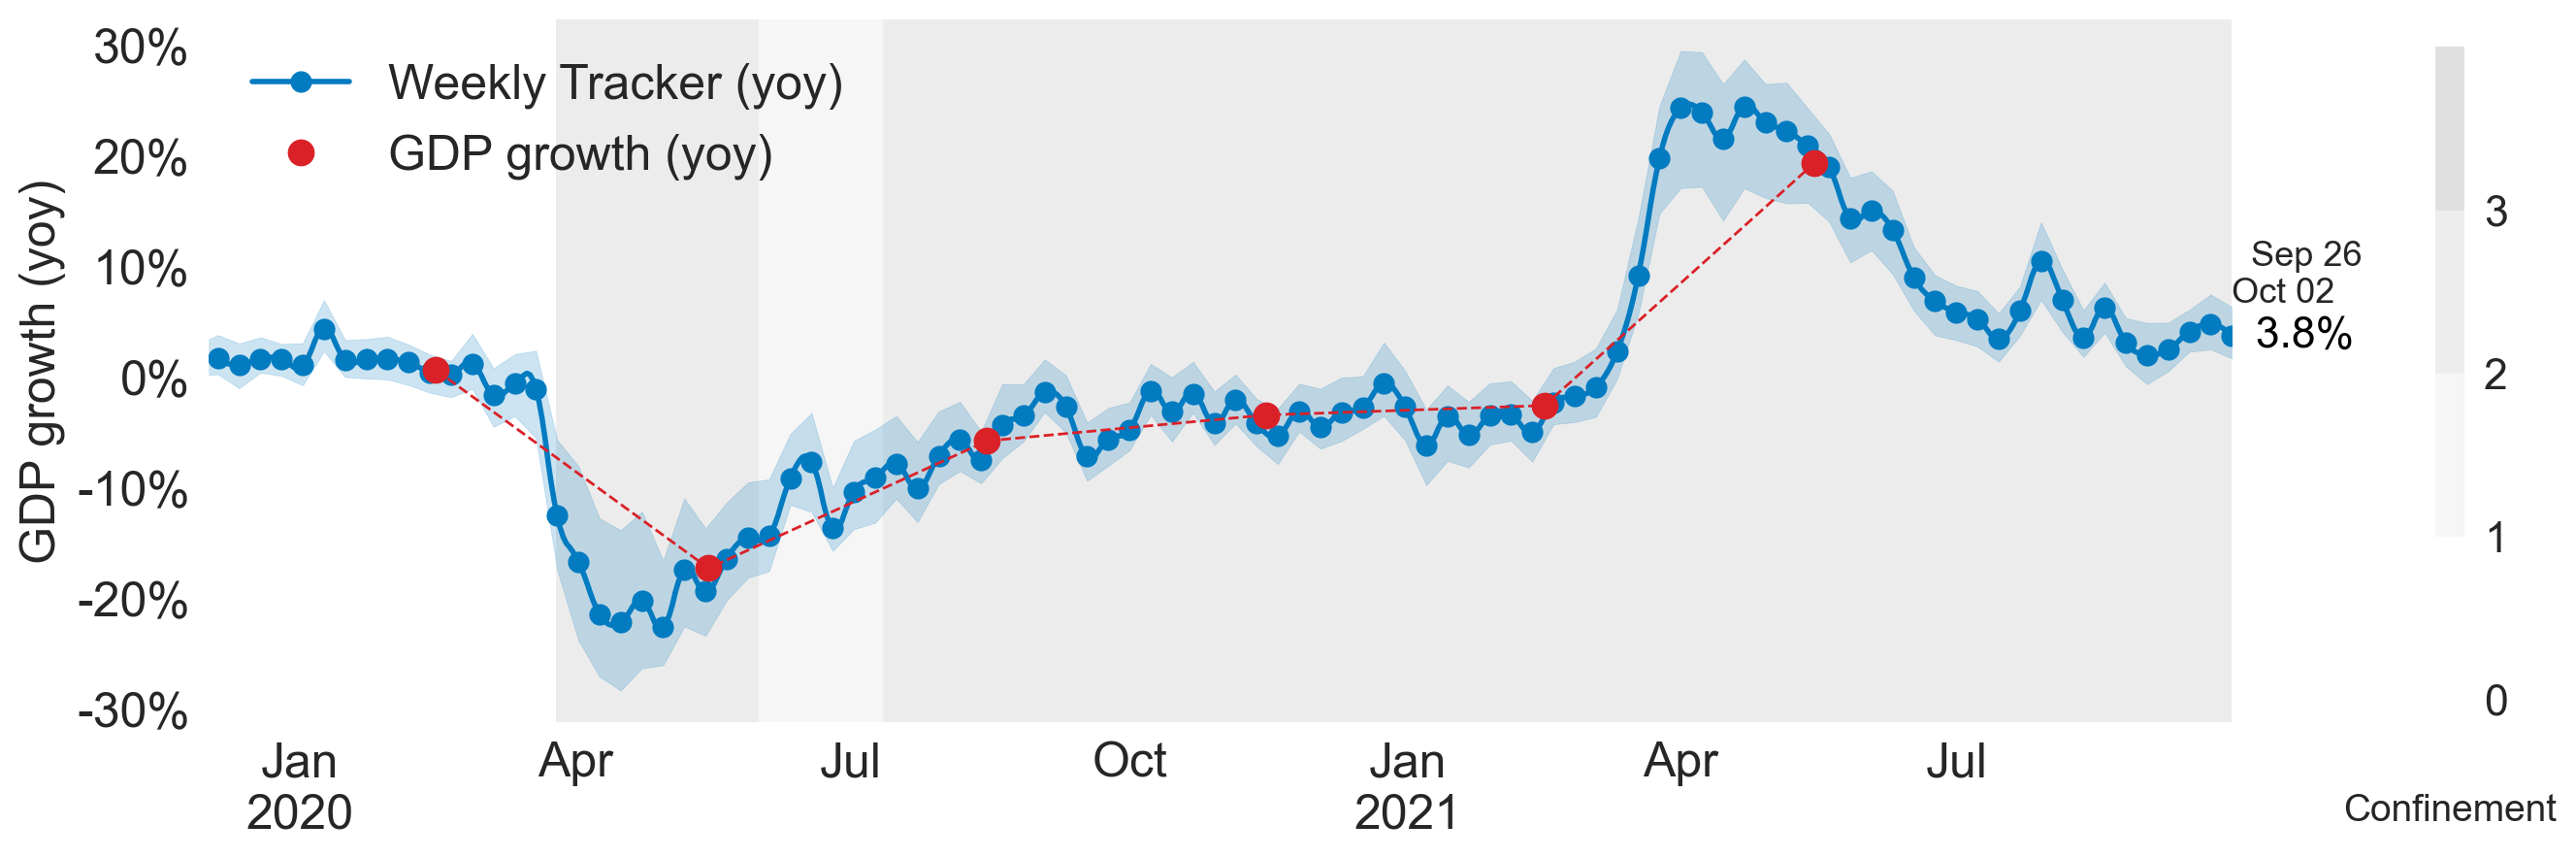 30%
20%
10%
0%
-10%
-20%
-30%
GDP growth (yoy)
Weekly Tracker (yoy)
GDP growth (yoy)
Jan
2020
Apr
Jul
Oct
Jan
2021
Apr
Jul
Sep 26
Oct 02
3.8%
3
2
1
0
Confinement